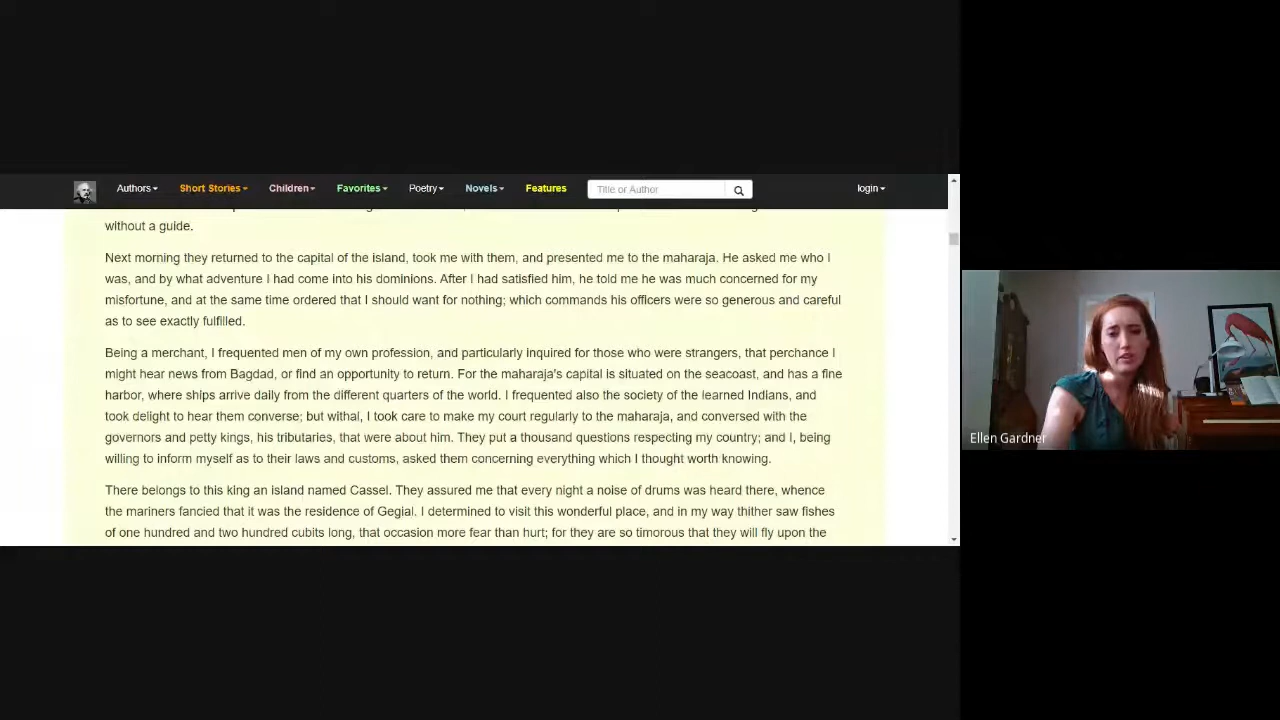 Authors Short Stories Children Favorites Poetry Novels Features Title or Author login
without a guide.
Next morning they returned to the capital of the island, took me with them, and presented me to the maharaja. He asked me who I
was, and by what adventure I had come into his dominions. After I had satisfied him, he told me he was much concerned for my
misfortune, and at the same time ordered that I should want for nothing; which commands his officers were so generous and careful
as to see exactly fulfilled.
Being a merchant, I frequented men of my own profession, and particularly inquired for those who were strangers, that perchance I
might hear news from Bagdad, or find an opportunity to return. For the maharaja's capital is situated on the seacoast, and has a fine
harbor, where ships arrive daily from the different quarters of the world. I frequented also the society of the learned Indians, and
took delight to hear them converse; but withal, I took care to make my court regularly to the maharaja, and conversed with the
governors and petty kings, his tributaries, that were about him. They put a thousand questions respecting my country; and I, being
willing to inform myself as to their laws and customs, asked them concerning everything which I thought worth knowing.
There belongs to this king an island named Cassel. They assured me that every night a noise of drums was heard there, whence
the mariners fancied that it was the residence of Gegial. I determined to visit this wonderful place, and in my way thither saw fishes
of one hundred and two hundred cubits long, that occasion more fear than hurt; for they are so timorous that they will fly upon the
Ellen Gardner